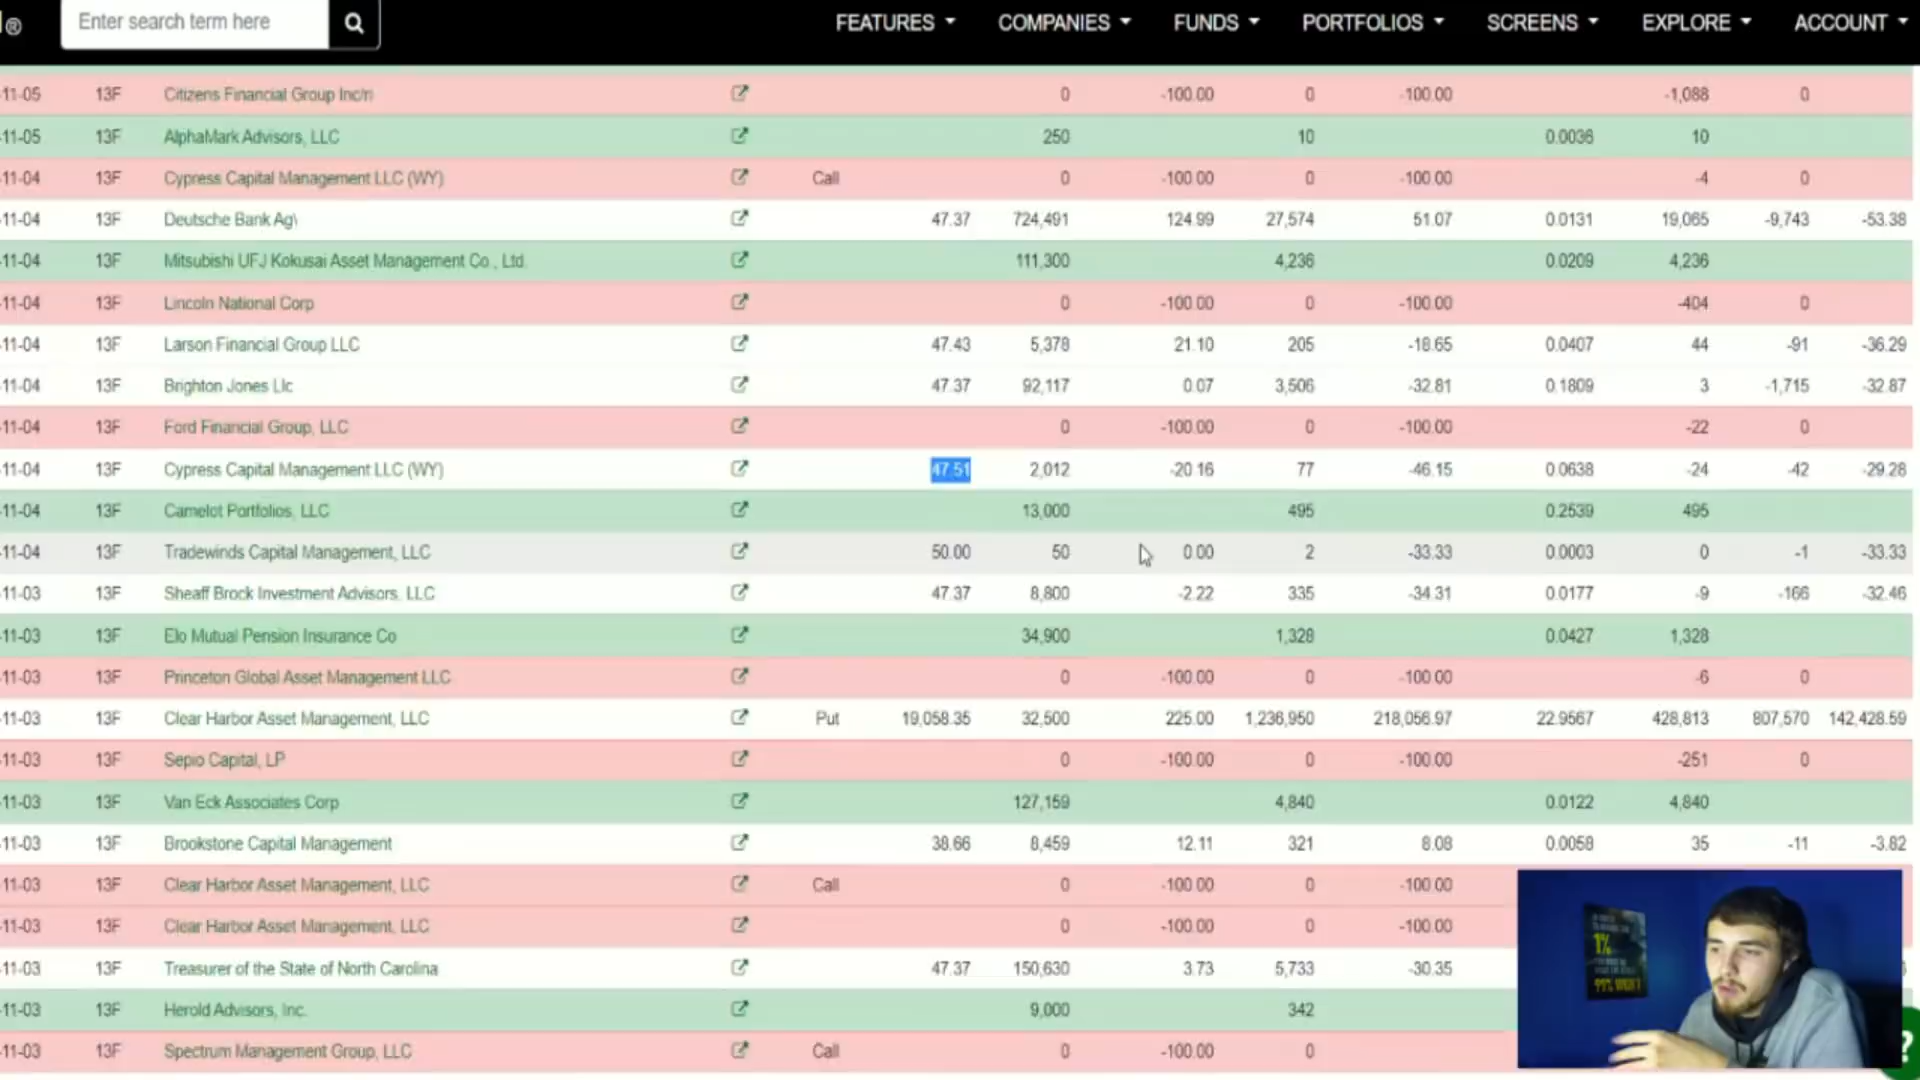 ®
Enter search term here FEATURES COMPANIES FUNDS PORTFOLIOS SCREENS EXPLORE ACCOUNT
-11-05 13F Citizens Financial Group Inc/ri 0 -100.00 0 -100.00 -1,088 0
-11-05 13F AlphaMark Advisors, LLC 250 10 0.0036 10
-11-04 13F Cypress Capital Management LLC (WY) Call 0 -100.00 0 -100.00 -4 0
-11-04 13F Deutsche Bank Ag\ 47.37 724,491 124.99 27,574 51.07 0.0131 19,065 -9,743 -53.38
-11-04 13F Mitsubishi UFJ Kokusai Asset Management Co., Ltd. 111,300 4,236 0.0209 4,236
-11-04 13F Lincoln National Corp 0 -100.00 0 -100.00 -404 0
-11-04 13F Larson Financial Group LLC 47.43 5,378 21.10 205 -18.65 0.0407 44 -91 -36.29
-11-04 13F Brighton Jones Llc 47.37 92,117 0.07 3,506 -32.81 0.1809 3 -1,715 -32.87
-11-04 13F Ford Financial Group, LLC 0 -100.00 0 -100.00 -22 0
-11-04 13F Cypress Capital Management LLC (WY) 47.51 2,012 -20.16 77 -46.15 0.0638 -24 -42 -29.28
-11-04 13F Camelot Portfolios, LLC 13,000 495 0.2539 495
-11-04 13F Tradewinds Capital Management, LLC 50.00 50 0.00 2 -33.33 0.0003 0 -1 -33.33
-11-03 13F Sheaff Brock Investment Advisors, LLC 47.37 8,800 -2.22 335 -34.31 0.0177 -9 -166 -32.46
-11-03 13F Elo Mutual Pension Insurance Co 34,900 1,328 0.0427 1,328
-11-03 13F Princeton Global Asset Management LLC 0 -100.00 0 -100.00 -6 0
-11-03 13F Clear Harbor Asset Management, LLC Put 19,058.35 32,500 225.00 1,236,950 218,056.97 22.9567 428,813 807,570 142,428.59
-11-03 13F Sepio Capital, LP 0 -100.00 0 -100.00 -251 0
-11-03 13F Van Eck Associates Corp 127,159 4,840 0.0122 4,840
-11-03 13F Brookstone Capital Management 38.66 8,459 12.11 321 8.08 0.0058 35 -11 -3.82
-11-03 13F Clear Harbor Asset Management, LLC Call 0 -100.00 0 -100.00
-11-03 13F Clear Harbor Asset Management, LLC 0 -100.00 0 -100.00
-11-03 13F Treasurer of the State of North Carolina 47.37 150,630 3.73 5,733 -30.35
-11-03 13F Herold Advisors, Inc. 9,000 342
-11-03 13F Spectrum Management Group, LLC Call 0 -100.00 0
1%
99% WON'T
?